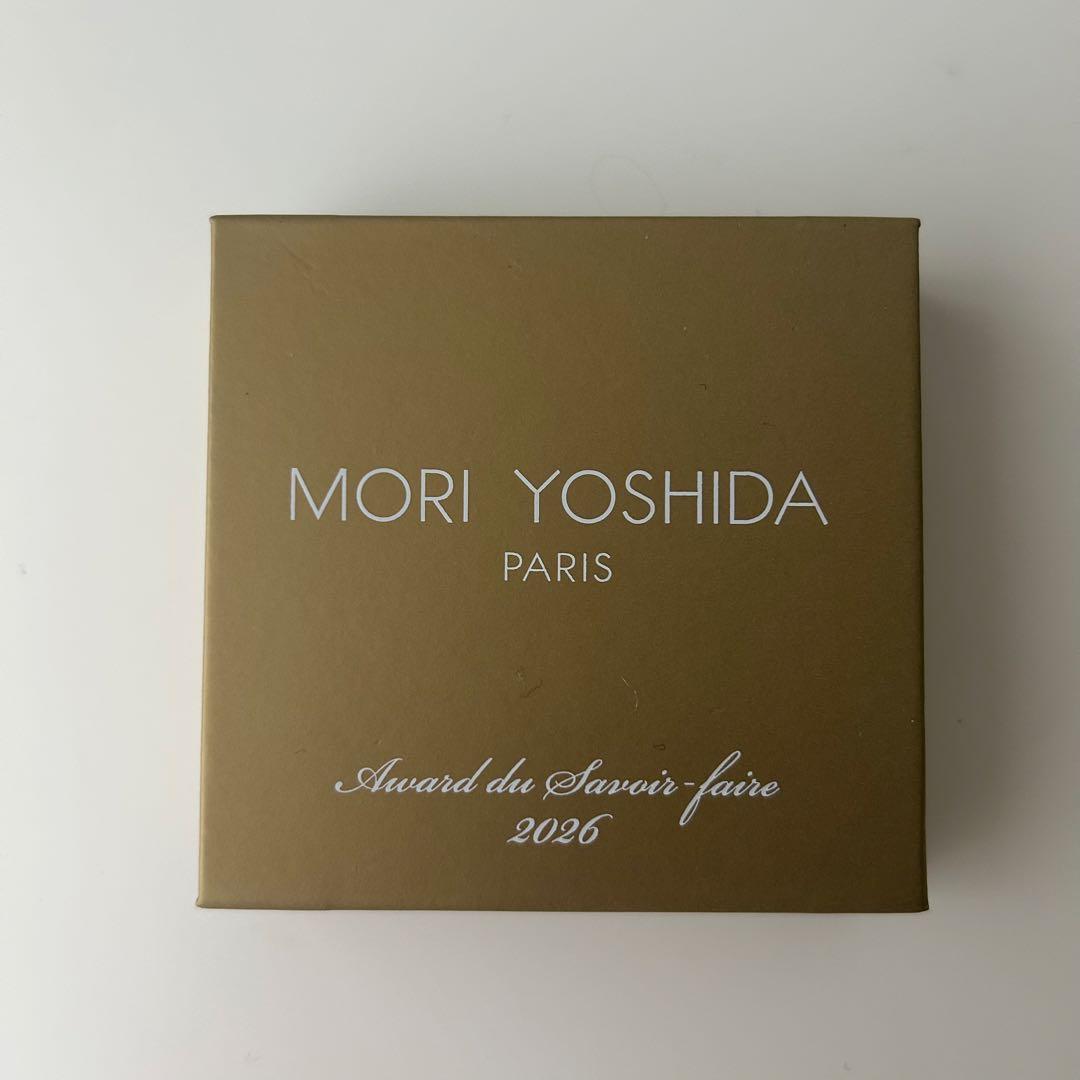 MORI YOSHIDA
PARIS
Award du Savoir-faire
2026